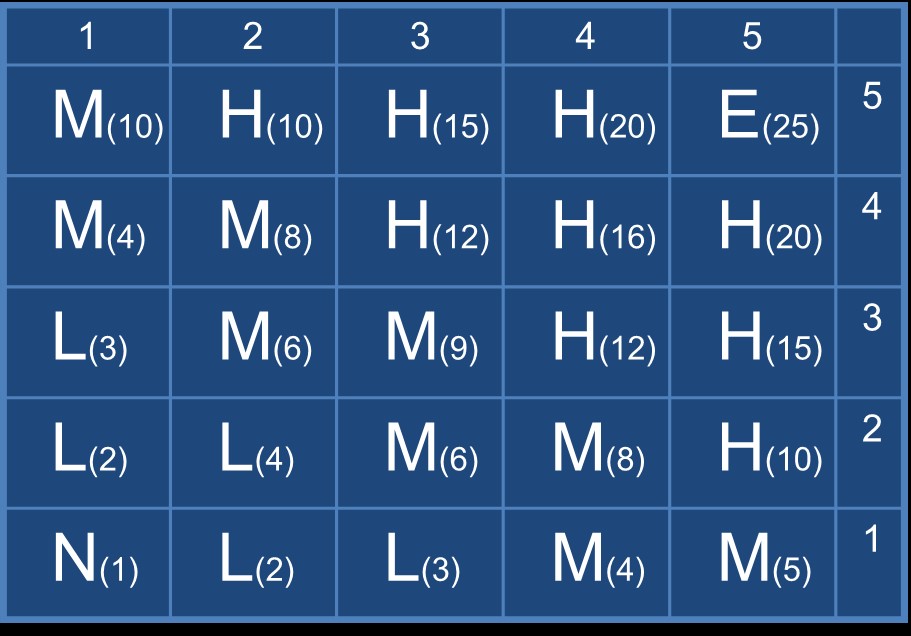 1 2 3 4 5
M(10) H(10) H(15) H(20) E(25) 5
M(4) M(8) H(12) H(16) H(20) 4
L(3) M(6) M(9) H(12) H(15) 3
L(2) L(4) M(6) M(8) H(10) 2
N(1) L(2) L(3) M(4) M(5) 1